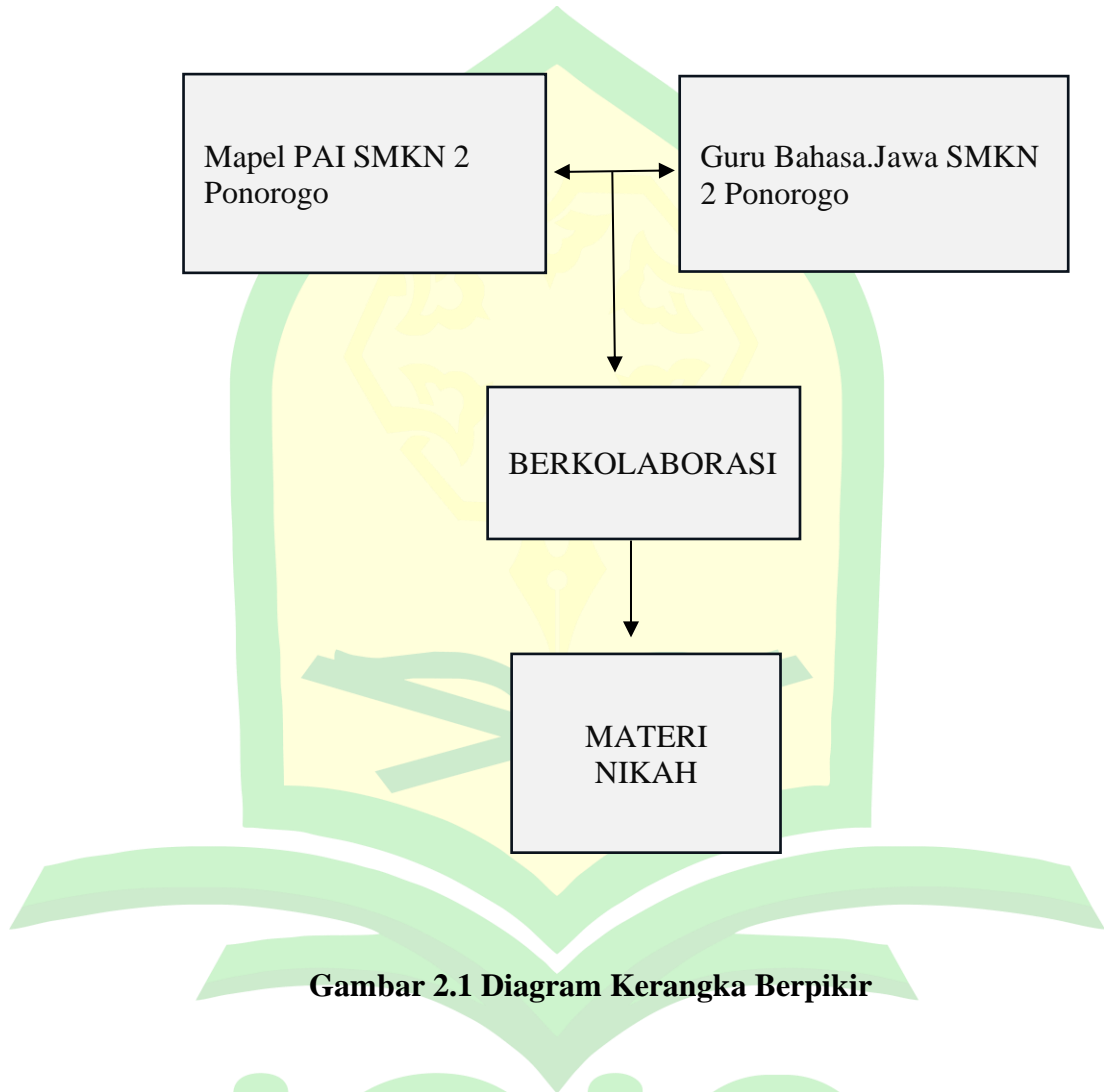 Mapel PAI SMKN 2
Ponorogo
Guru Bahasa.Jawa SMKN
2 Ponorogo
BERKOLABORASI
MATERI
NIKAH
Gambar 2.1 Diagram Kerangka Berpikir